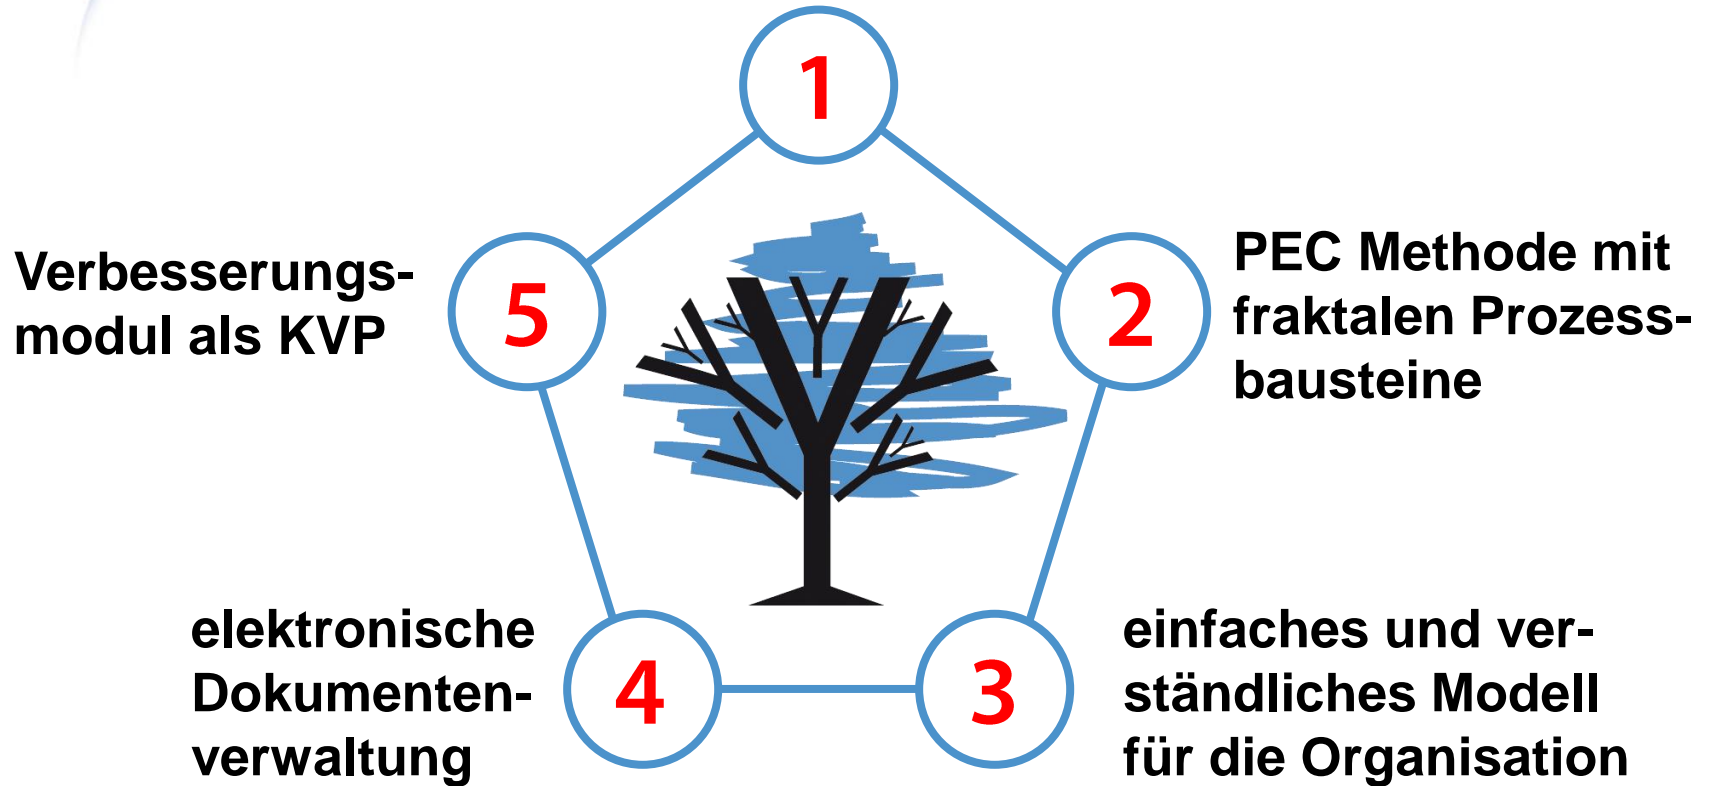 1
Verbesserungs-
modul als KVP
5
2
PEC Methode mit
fraktalen Prozess-
bausteine
elektronische
Dokumenten-
verwaltung
4
3
einfaches und ver-
ständliches Modell
für die Organisation